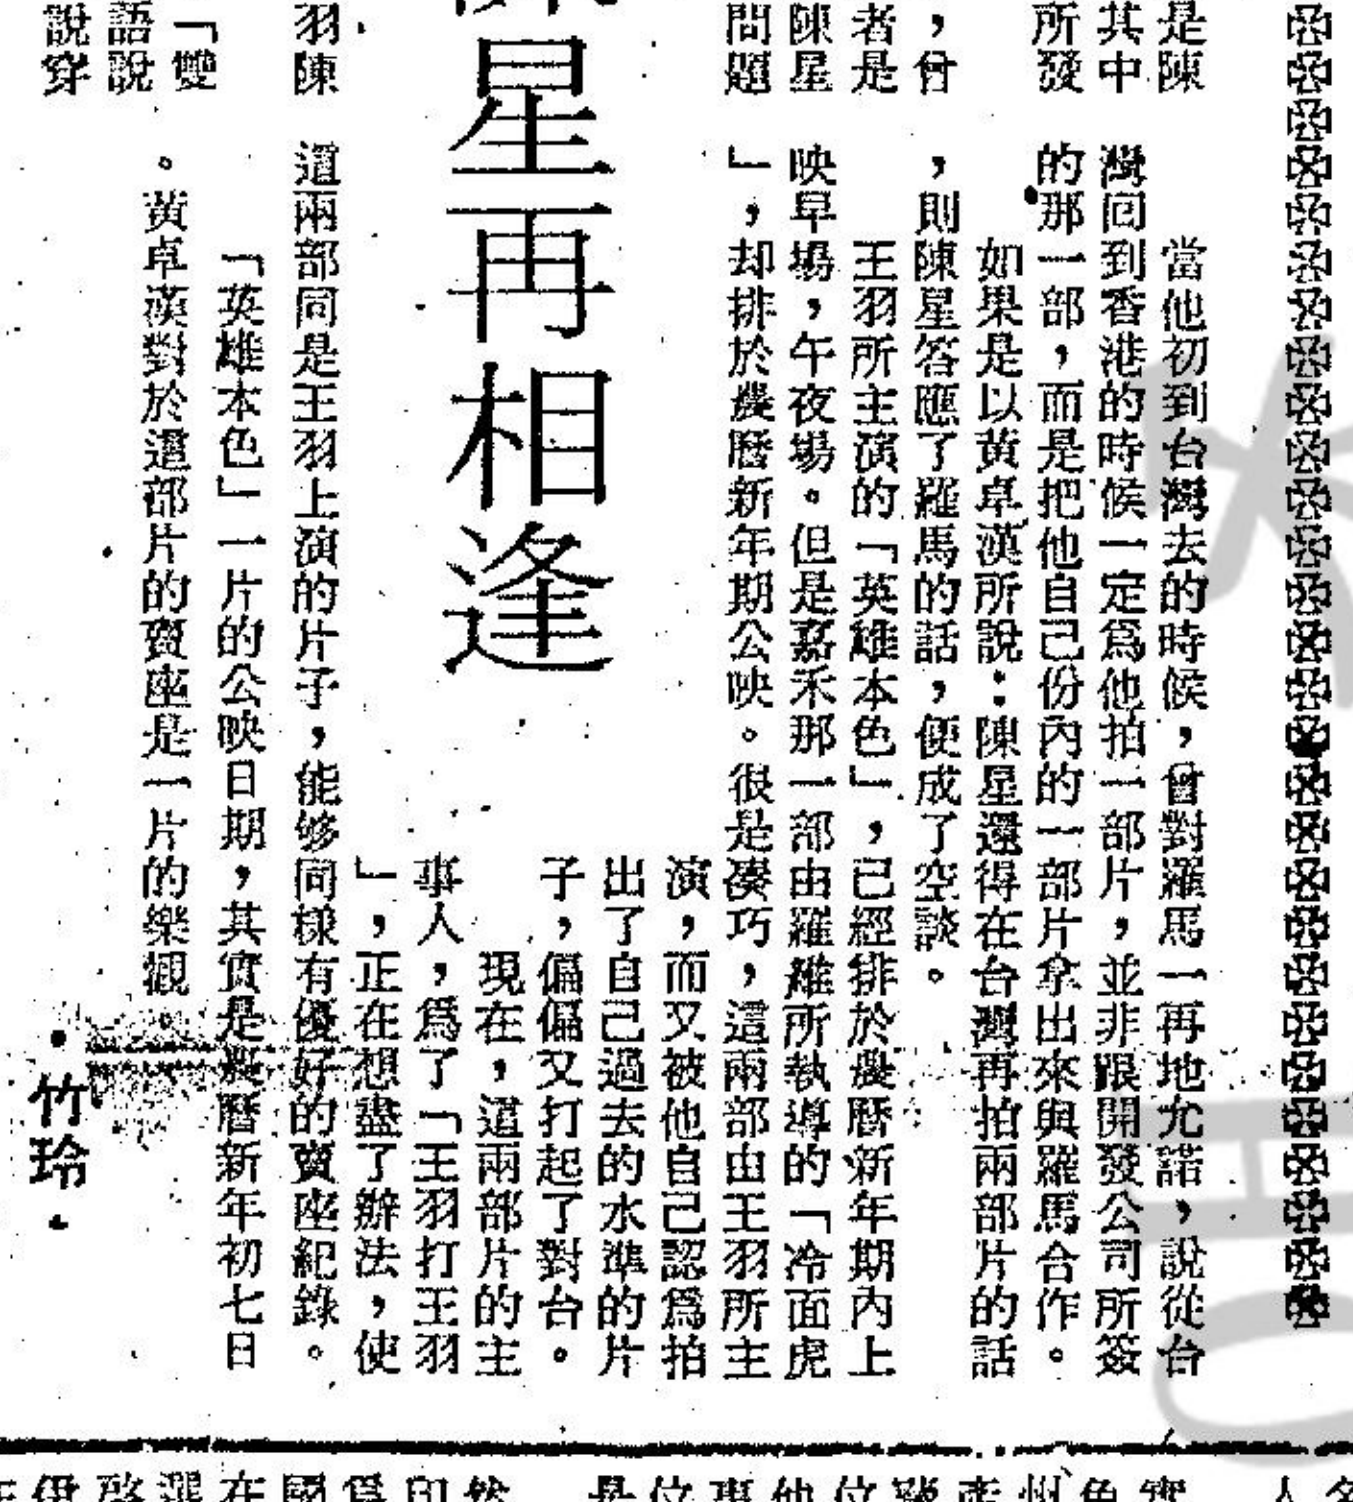 是陳
其中
所發
，曾
者是
陳星
問題
羽陳
「雙
語說
說穿
星再相逢
當他初到台灣去的時候，曾對羅馬一再地允諾，說從台
灣回到香港的時候一定爲他拍一部片，並非跟開發公司所簽
的那一部，而是把他自己份內的一部片拿出來與羅馬合作。
如果是以黃卓漢所說：陳星還得在台灣再拍兩部片的話
，則陳星答應了羅馬的話，便成了空談。
王羽所主演的「英雄本色」，已經排於農曆新年期內上
映早場，午夜場。但是嘉禾那一部由羅維所執導的「冷面虎
」，却排於農曆新年期公映。很是凑巧，這兩部由王羽所主
演，而又被他自己認爲拍
出了自己過去的水準的片
子，偏偏又打起了對台。
現在，這兩部片的主
事人，爲了「王羽打王羽
」，正在想盡了辦法，使
這兩部同是王羽上演的片子，能够同樣有優好的賣座紀錄。
「英雄本色」一片的公映日期，其實是農曆新年初七日
。黃卓漢對於這部片的賣座是一片的樂觀。
·竹玲·